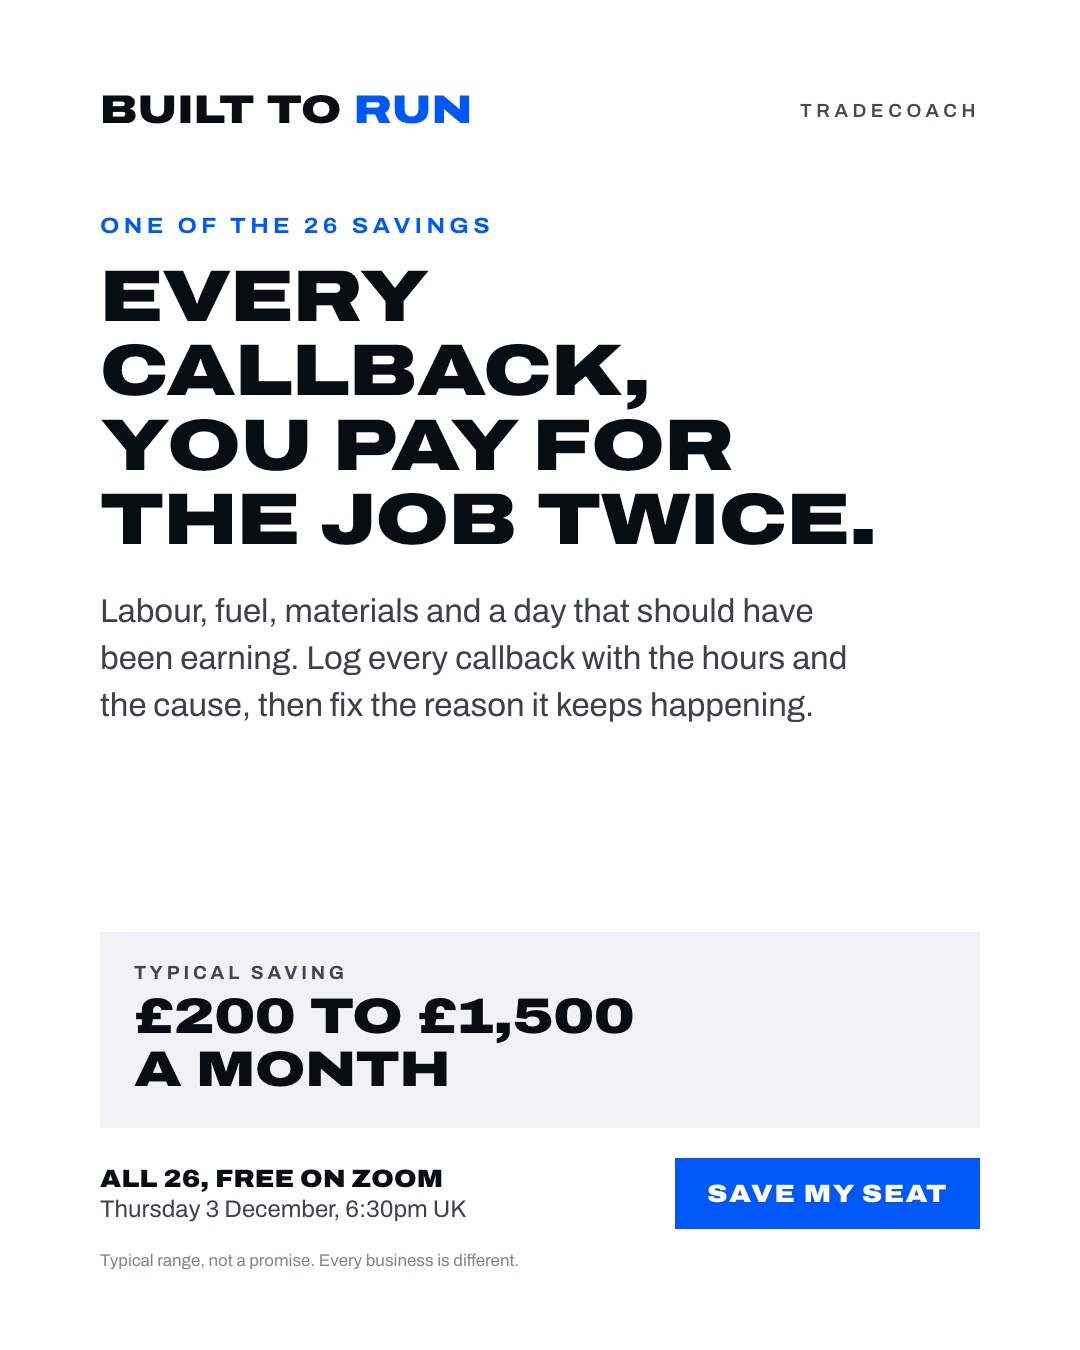 BUILT TO RUN
TRADECOACH
ONE OF THE 26 SAVINGS
EVERY
CALLBACK,
YOU PAY FOR
THE JOB TWICE.
Labour, fuel, materials and a day that should have
been earning. Log every callback with the hours and
the cause, then fix the reason it keeps happening.
TYPICAL SAVING
£200 TO £1,500
A MONTH
ALL 26, FREE ON ZOOM
Thursday 3 December, 6:30pm UK
SAVE MY SEAT
Typical range, not a promise. Every business is different.